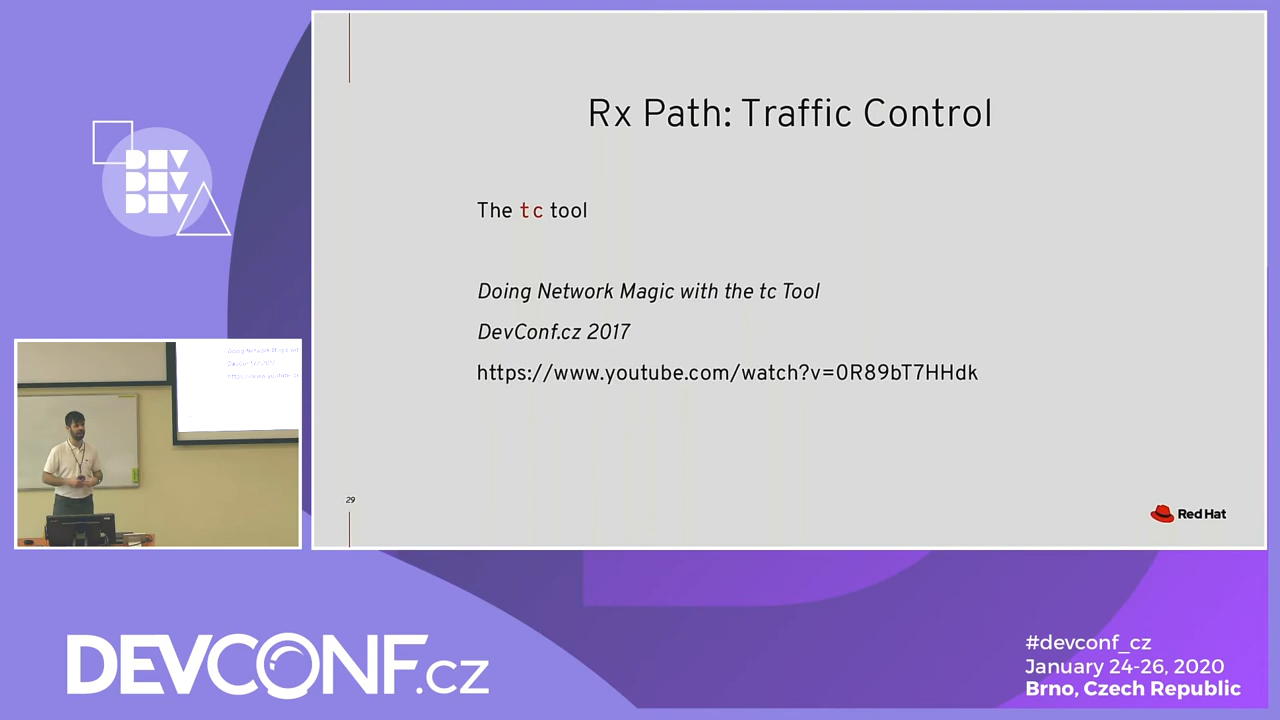 DEV
DEV
DEV
Rx Path: Traffic Control
The tc tool
Doing Network Magic with the tc Tool
DevConf.cz 2017
https://www.youtube.com/watch?v=0R89bT7HHdk
29
Red Hat
DEVCONF.cz
#devconf_cz
January 24-26, 2020
Brno, Czech Republic